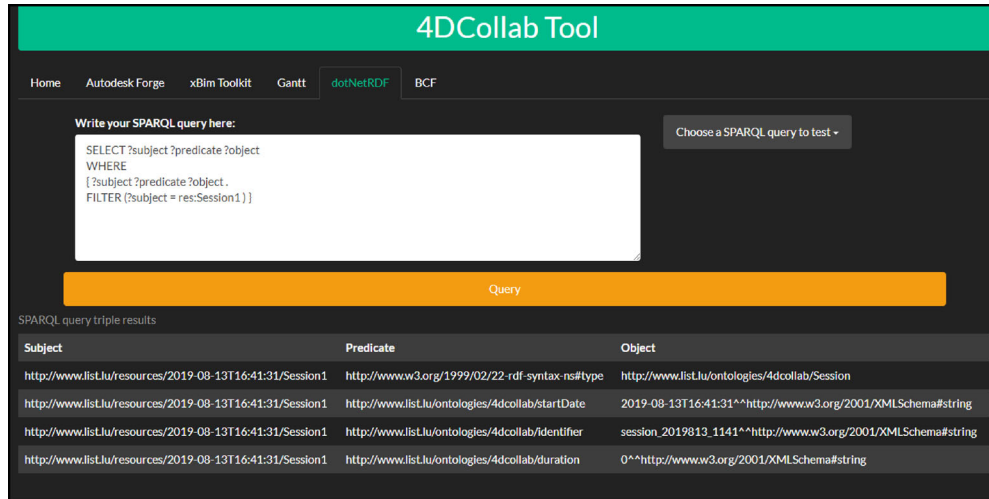 4DCollab Tool
Home Autodesk Forge xBim Toolkit Gantt dotNetRDF BCF
Write your SPARQL query here:
Choose a SPARQL query to test
SELECT ?subject ?predicate ?object
WHERE
{ ?subject ?predicate ?object .
FILTER (?subject = res:Session1 ) }
Query
SPARQL query triple results
Subject Predicate Object
http://www.list.lu/resources/2019-08-13T16:41:31/Session1 http://www.w3.org/1999/02/22-rdf-syntax-ns#type http://www.list.lu/ontologies/4dcollab/Session
http://www.list.lu/resources/2019-08-13T16:41:31/Session1 http://www.list.lu/ontologies/4dcollab/startDate 2019-08-13T16:41:31^^http://www.w3.org/2001/XMLSchema#string
http://www.list.lu/resources/2019-08-13T16:41:31/Session1 http://www.list.lu/ontologies/4dcollab/identifier session_2019813_1141^^http://www.w3.org/2001/XMLSchema#string
http://www.list.lu/resources/2019-08-13T16:41:31/Session1 http://www.list.lu/ontologies/4dcollab/duration 0^^http://www.w3.org/2001/XMLSchema#string